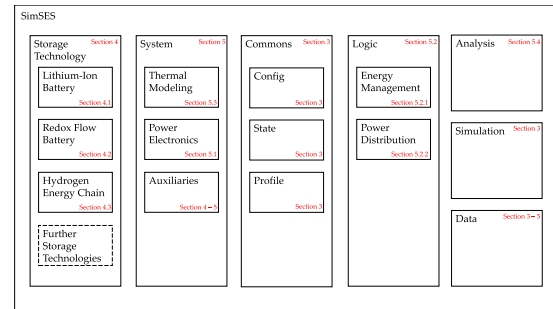 SimSES
Storage Technology
Section 4
Lithium-Ion
Battery
Section 4.1
Redox Flow
Battery
Section 4.2
Hydrogen
Energy Chain
Section 4.3
Further
Storage
Technologies
System
Section 5
Thermal
Modeling
Section 5.3
Power
Electronics
Section 5.1
Auxiliaries
Section 4–5
Commons
Section 3
Config
Section 3
State
Section 3
Profile
Section 3
Logic
Section 5.2
Energy
Management
Section 5.2.1
Power
Distribution
Section 5.2.2
Analysis
Section 5.4
Simulation
Section 3
Data
Section 3–5